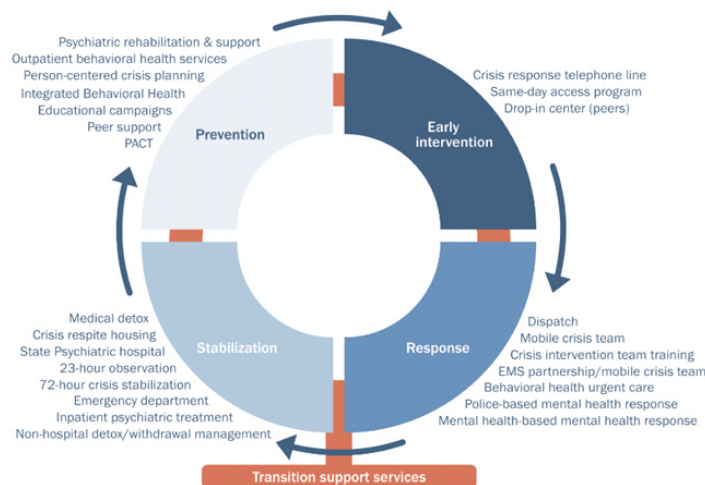 Psychiatric rehabilitation & support
Outpatient behavioral health services
Person-centered crisis planning
Integrated Behavioral Health
Educational campaigns
Peer support
PACT
Prevention
Early
intervention
Crisis response telephone line
Same-day access program
Drop-in center (peers)
Medical detox
Crisis respite housing
State Psychiatric hospital
23-hour observation
72-hour crisis stabilization
Emergency department
Inpatient psychiatric treatment
Non-hospital detox/withdrawal management
Stabilization
Response
Dispatch
Mobile crisis team
Crisis intervention team training
EMS partnership/mobile crisis team
Behavioral health urgent care
Police-based mental health response
Mental health-based mental health response
Transition support services